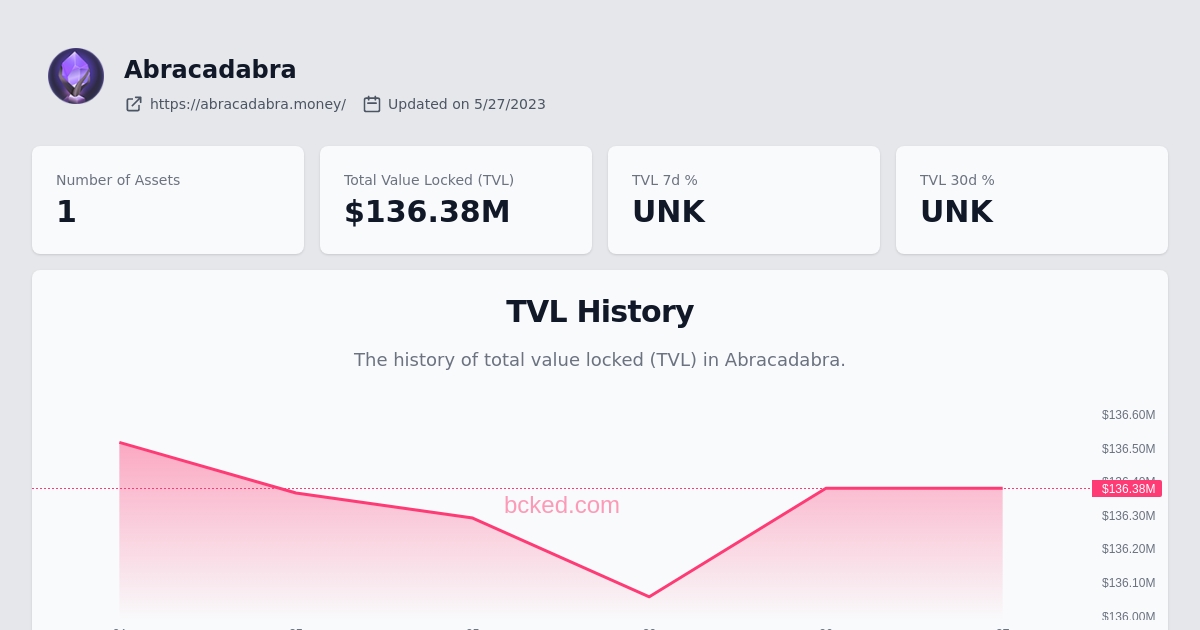 Abracadabra
https://abracadabra.money/ Updated on 5/27/2023
Number of Assets
1
Total Value Locked (TVL)
$136.38M
TVL 7d %
UNK
TVL 30d %
UNK
TVL History
The history of total value locked (TVL) in Abracadabra.
$136.60M
$136.50M
$136.38M
bcked.com
$136.30M
$136.20M
$136.10M
$136.00M